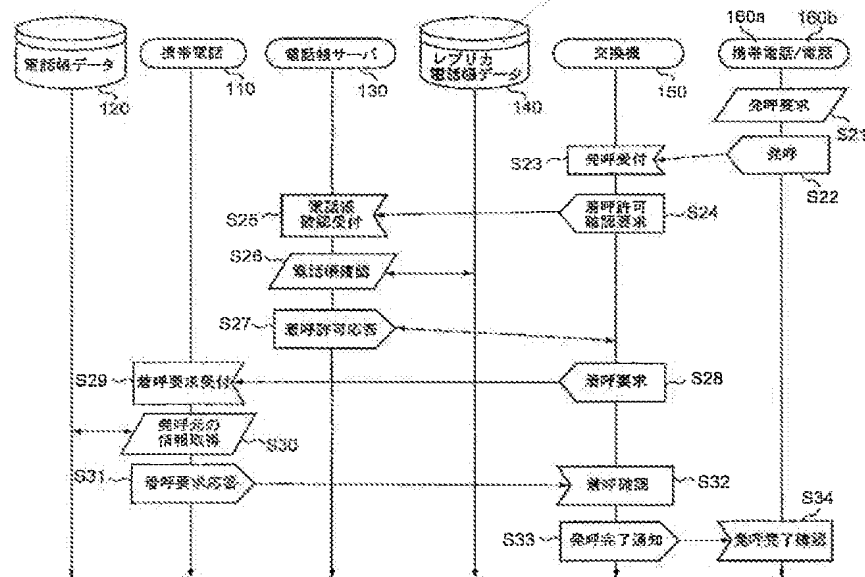 160a
160b
電話帳データ
携帯電話
電話帳サーバ
レプリカ
電話帳データ
交換機
携帯電話/電話
120
110
130
140
150
発呼要求
S21
S23
発呼受付
発呼
S22
S25
電話帳
確認受付
着呼許可
確認要求
S24
S26
電話帳確認
S27
着呼許可応答
S29
着呼要求受付
着呼要求
S28
発呼元の
情報取得
S30
S31
着呼要求応答
着呼確認
S32
S34
S33
発呼完了通知
発呼完了確認